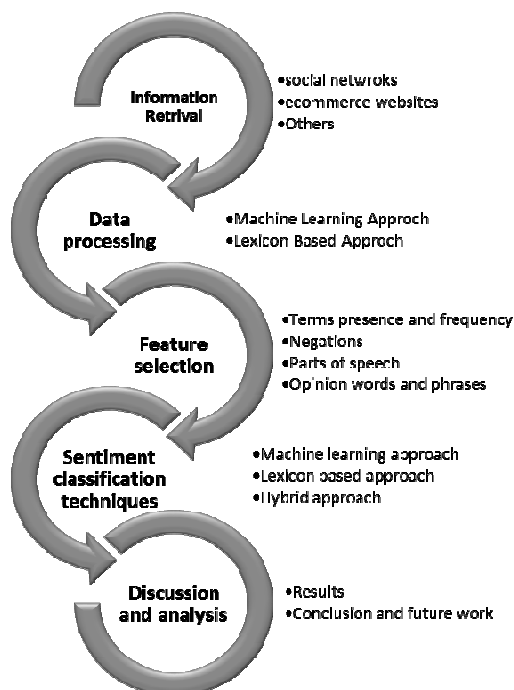 Information
Retrival
•social netwroks
•ecommerce websites
•Others
Data
processing
•Machine Learning Approch
•Lexicon Based Approch
Feature
selection
•Terms presence and frequency
•Negations
•Parts of speech
•Opinion words and phrases
Sentiment
classification
techniques
•Machine learning approach
•Lexicon based approach
•Hybrid approach
Discussion
and analysis
•Results
•Conclusion and future work